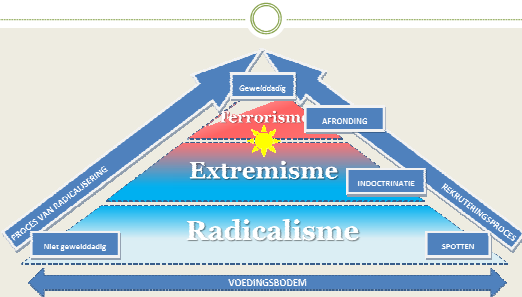 Gewelddadig
Terrorisme
AFRONDING
Extremisme
PROCES VAN RADICALISERING
INDOCTRINATIE
REKRUTERINGSPROCES
Radicalisme
Niet gewelddadig
SPOTTEN
VOEDINGSBODEM